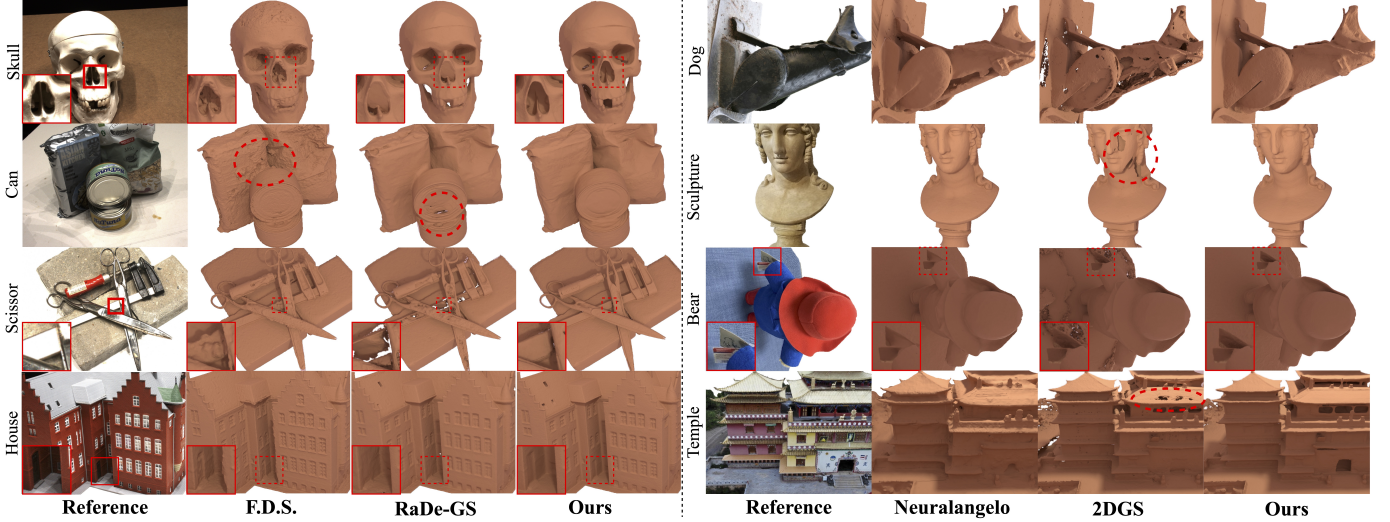 Skull
Can
Scissor
House
Reference
F.D.S.
RaDe-GS
Ours
Dog
Sculpture
Bear
Temple
Reference
Neuralangelo
2DGS
Ours